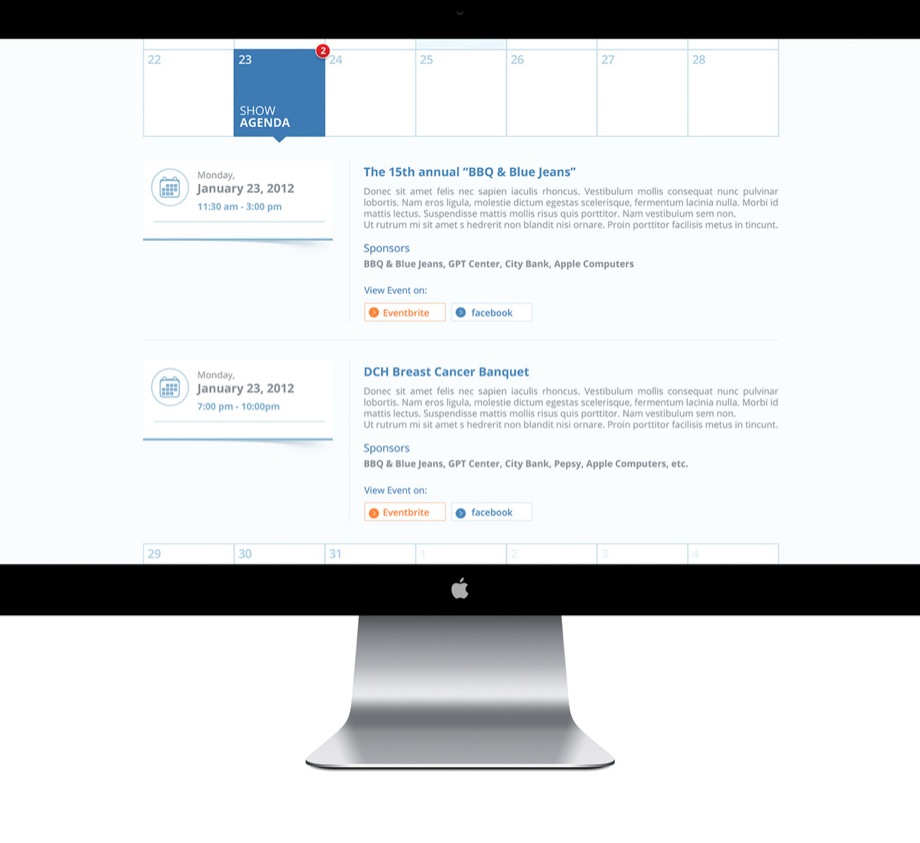 22 23 24 25 26 27 28
2
SHOW
AGENDA
Monday,
January 23, 2012
11:30 am - 3:00 pm
The 15th annual “BBQ & Blue Jeans”
Donec sit amet felis nec sapien iaculis rhoncus. Vestibulum mollis consequat nunc pulvinar
lobortis. Nam eros ligula, molestie dictum egestas scelerisque, fermentum lacinia nulla. Morbi id
mattis lectus. Suspendisse mattis mollis risus quis porttitor. Nam vestibulum sem non.
Ut rutrum mi sit amet s hedrerit non blandit nisi ornare. Proin porttitor facilisis metus in tincunt.
Sponsors
BBQ & Blue Jeans, GPT Center, City Bank, Apple Computers
View Event on:
Eventbrite facebook
Monday,
January 23, 2012
7:00 pm - 10:00pm
DCH Breast Cancer Banquet
Donec sit amet felis nec sapien iaculis rhoncus. Vestibulum mollis consequat nunc pulvinar
lobortis. Nam eros ligula, molestie dictum egestas scelerisque, fermentum lacinia nulla. Morbi id
mattis lectus. Suspendisse mattis mollis risus quis porttitor. Nam vestibulum sem non.
Ut rutrum mi sit amet s hedrerit non blandit nisi ornare. Proin porttitor facilisis metus in tincunt.
Sponsors
BBQ & Blue Jeans, GPT Center, City Bank, Pepsy, Apple Computers, etc.
View Event on:
Eventbrite facebook
29 30 31 1 2 3 4